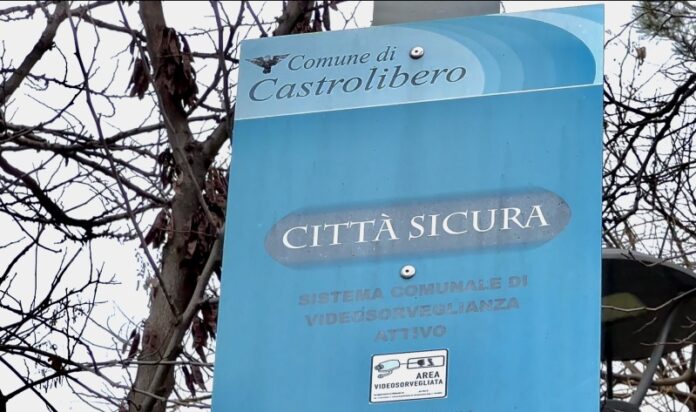 Comune di
Castrolibero
CITTÀ SICURA
SISTEMA COMUNALE DI
VIDEOSORVEGLIANZA
ATTIVO
AREA
VIDEOSORVEGLIATA